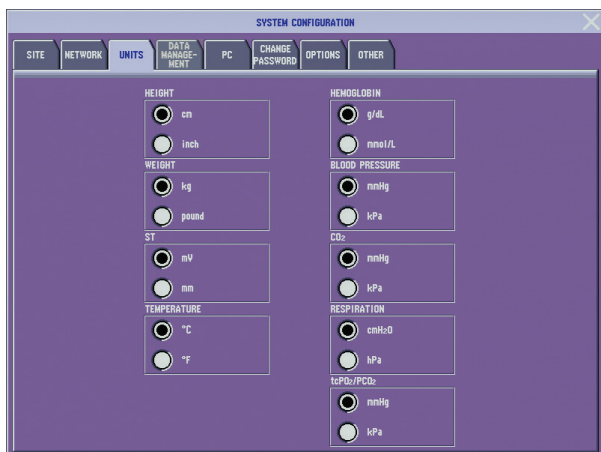 SYSTEM CONFIGURATION
SITE
NETWORK
UNITS
DATA
MANAGE-
MENT
PC
CHANGE
PASSWORD
OPTIONS
OTHER
HEIGHT
cm
inch
WEIGHT
kg
pound
ST
mV
mm
TEMPERATURE
°C
°F
HEMOGLOBIN
g/dL
mmol/L
BLOOD PRESSURE
mmHg
kPa
CO₂
mmHg
kPa
RESPIRATION
cmH₂O
hPa
tcPO₂/PCO₂
mmHg
kPa